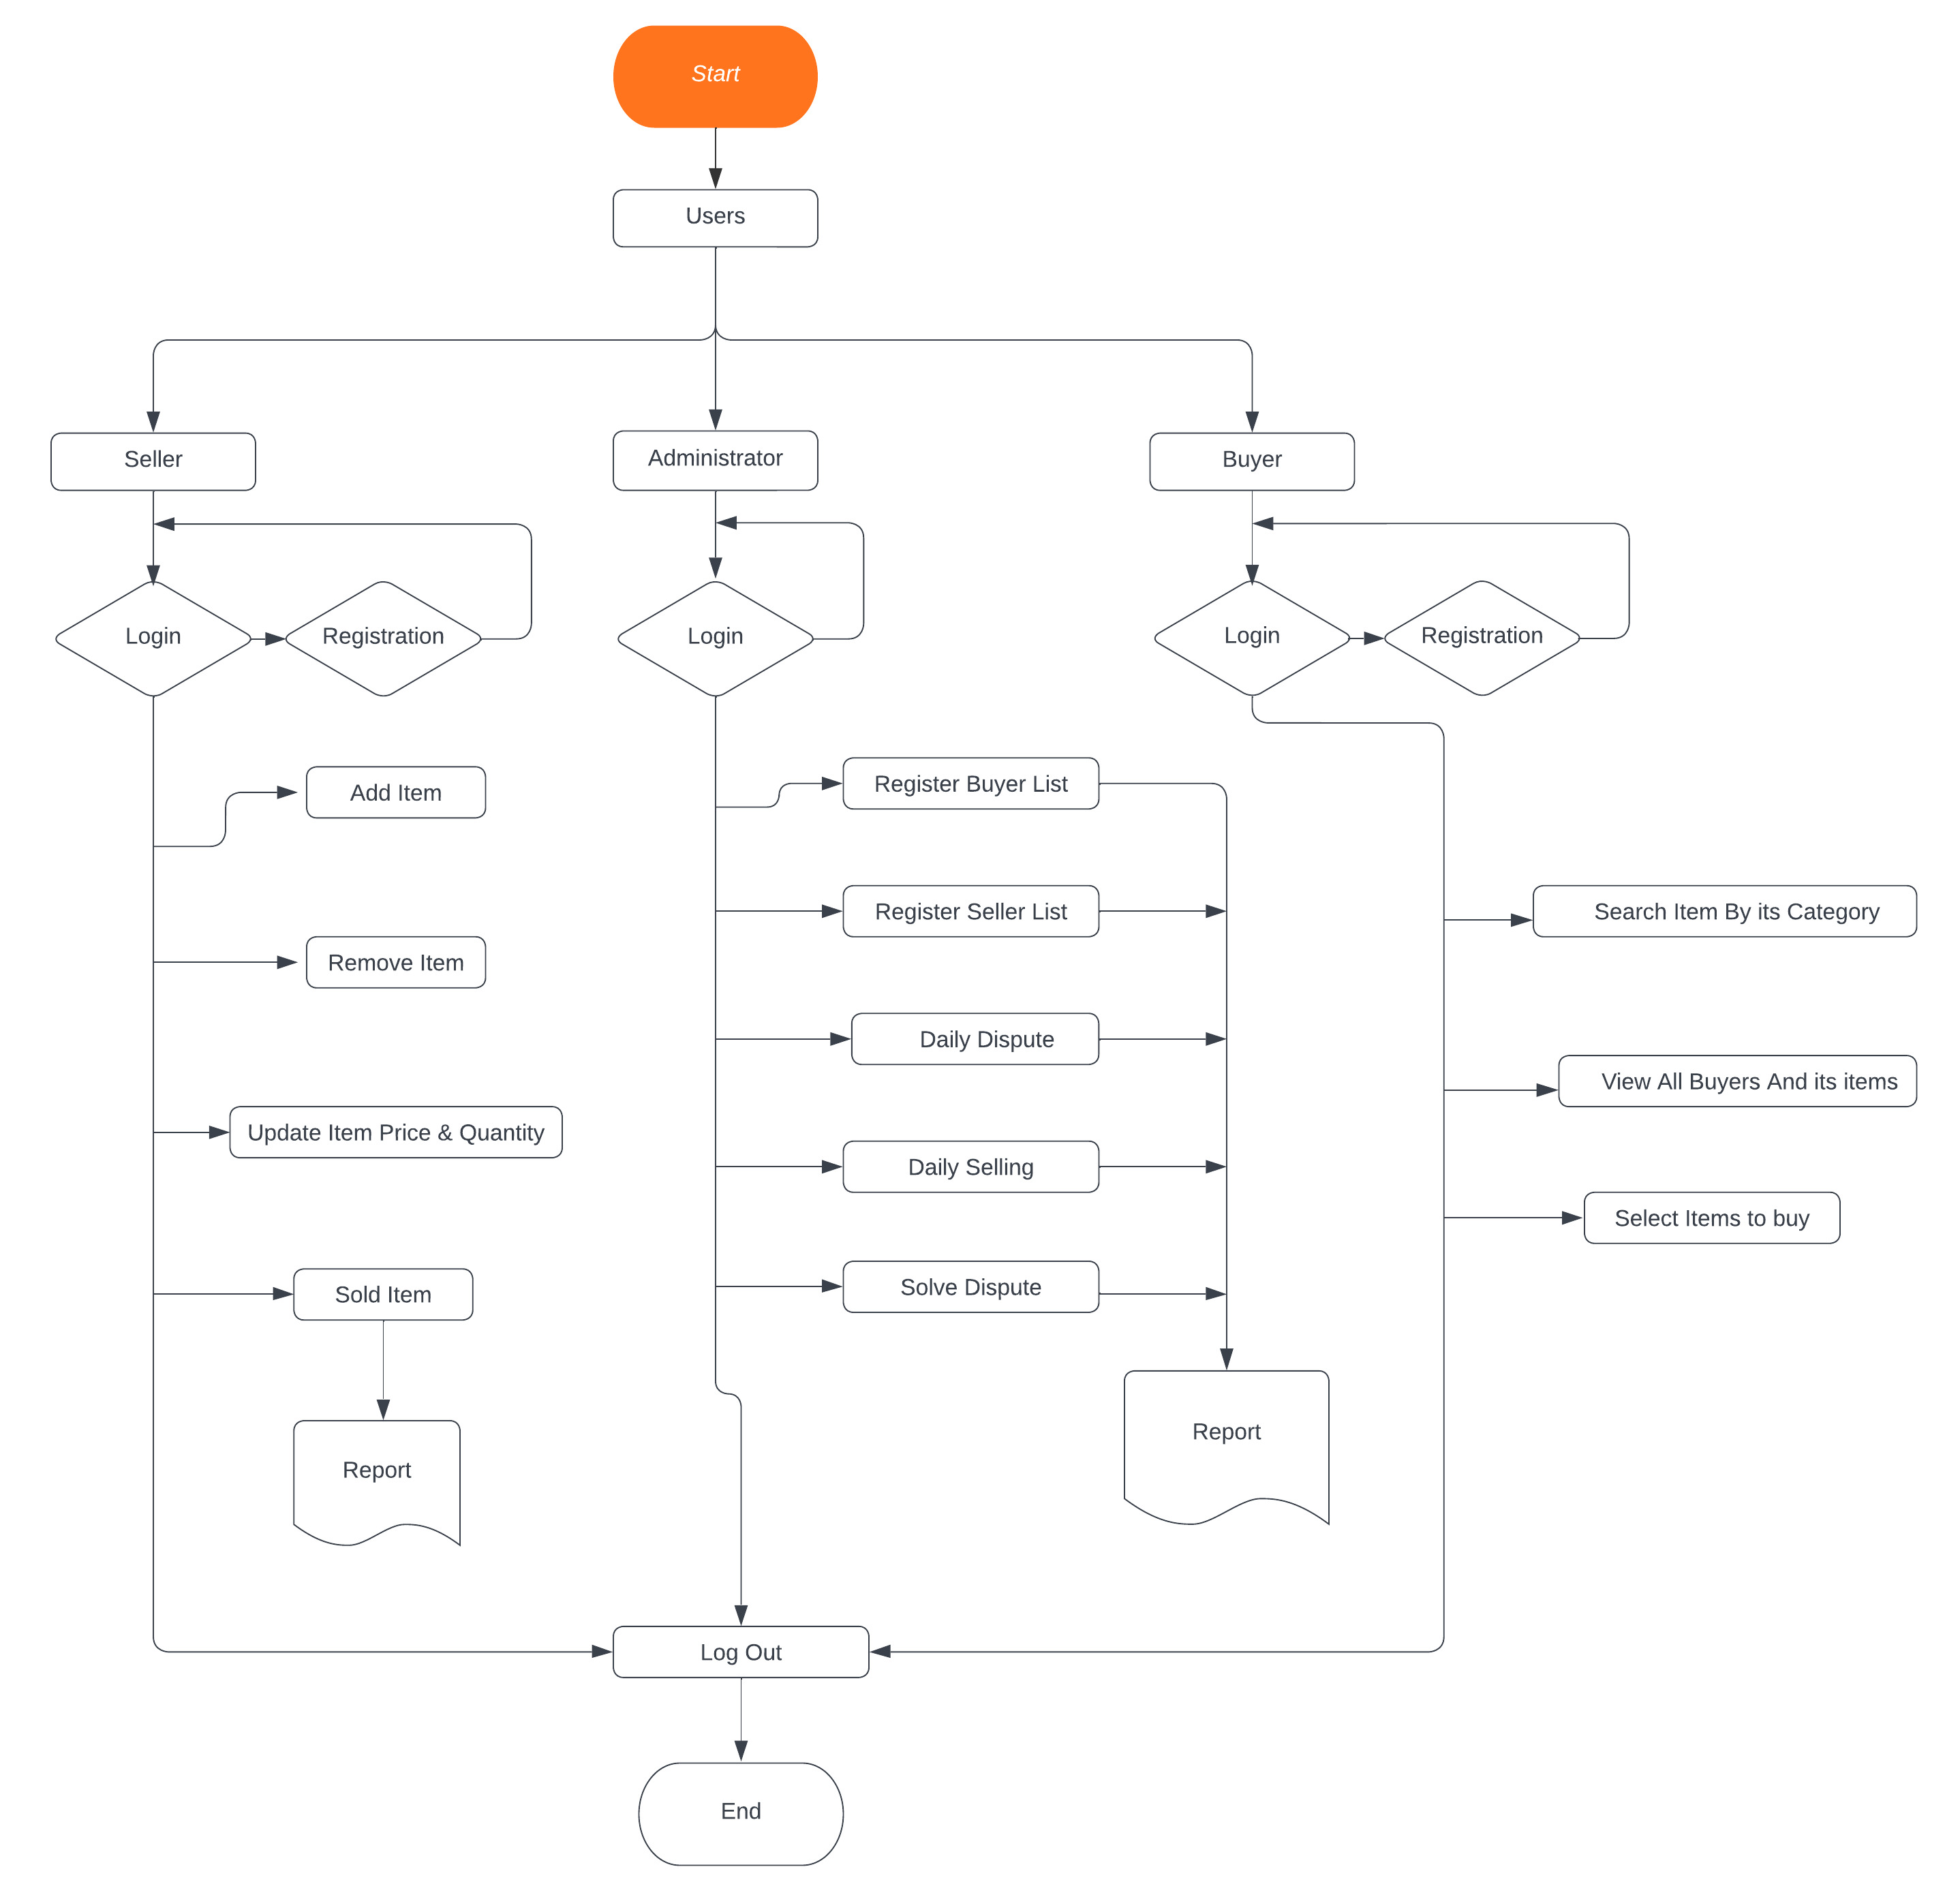 Start
Users
Seller
Administrator
Buyer
Login
Registration
Login
Login
Registration
Add Item
Remove Item
Update Item Price & Quantity
Sold Item
Report
Register Buyer List
Register Seller List
Daily Dispute
Daily Selling
Solve Dispute
Report
Search Item By its Category
View All Buyers And its items
Select Items to buy
Log Out
End